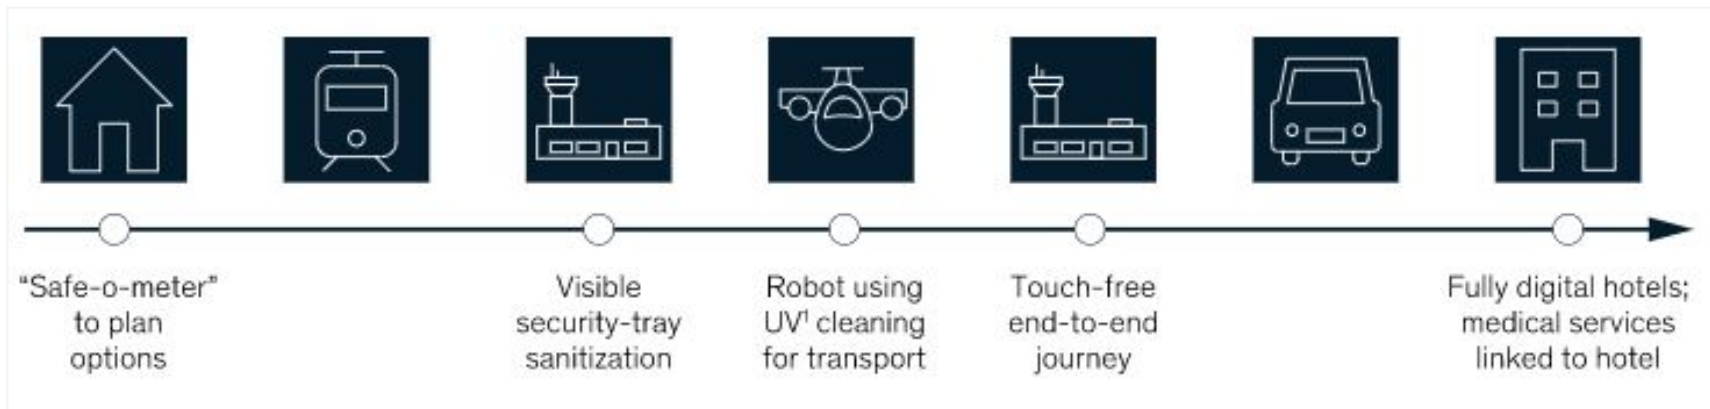 “Safe-o-meter”
to plan
options
Visible
security-tray
sanitization
Robot using
UV¹ cleaning
for transport
Touch-free
end-to-end
journey
Fully digital hotels;
medical services
linked to hotel